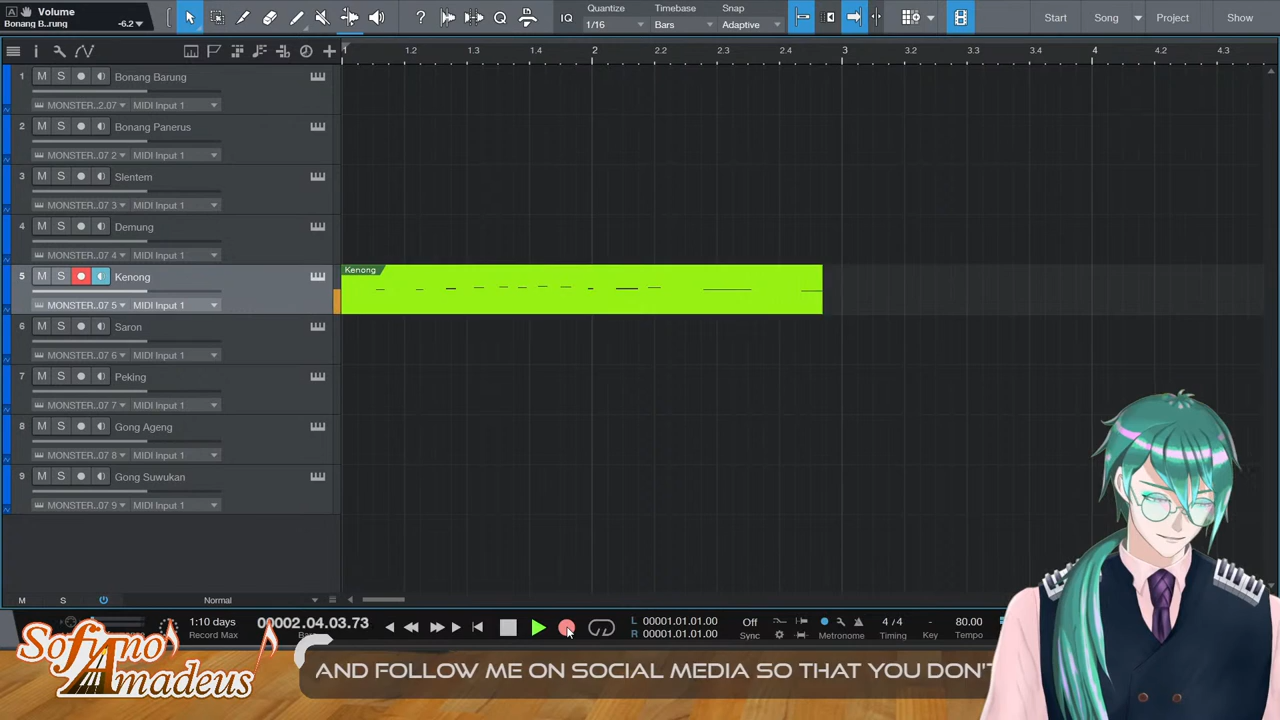 Volume
Bonang B..rung -6.2
IQ Quantize Timebase Snap
1/16 Bars Adaptive
Start Song Project Show
1 1.2 1.3 1.4 2 2.2 2.3 2.4 3 3.2 3.3 3.4 4 4.2 4.3
1 M S Bonang Barung
MONSTER..2.07 MIDI Input 1
2 M S Bonang Panerus
MONSTER..07 2 MIDI Input 1
3 M S Slentem
MONSTER..07 3 MIDI Input 1
4 M S Demung
MONSTER..07 4 MIDI Input 1
5 M S Kenong
MONSTER..07 5 MIDI Input 1
Kenong
6 M S Saron
MONSTER..07 6 MIDI Input 1
7 M S Peking
MONSTER..07 7 MIDI Input 1
8 M S Gong Ageng
MONSTER..07 8 MIDI Input 1
9 M S Gong Suwukan
MONSTER..07 9 MIDI Input 1
M S Normal
1:10 days
Record Max
00002.04.03.73
L 00001.01.01.00
R 00001.01.01.00
Off
Sync
Metronome
4 / 4
Timing
-
Key
80.00
Tempo
Sofiano
Amadeus
AND FOLLOW ME ON SOCIAL MEDIA SO THAT YOU DON'T